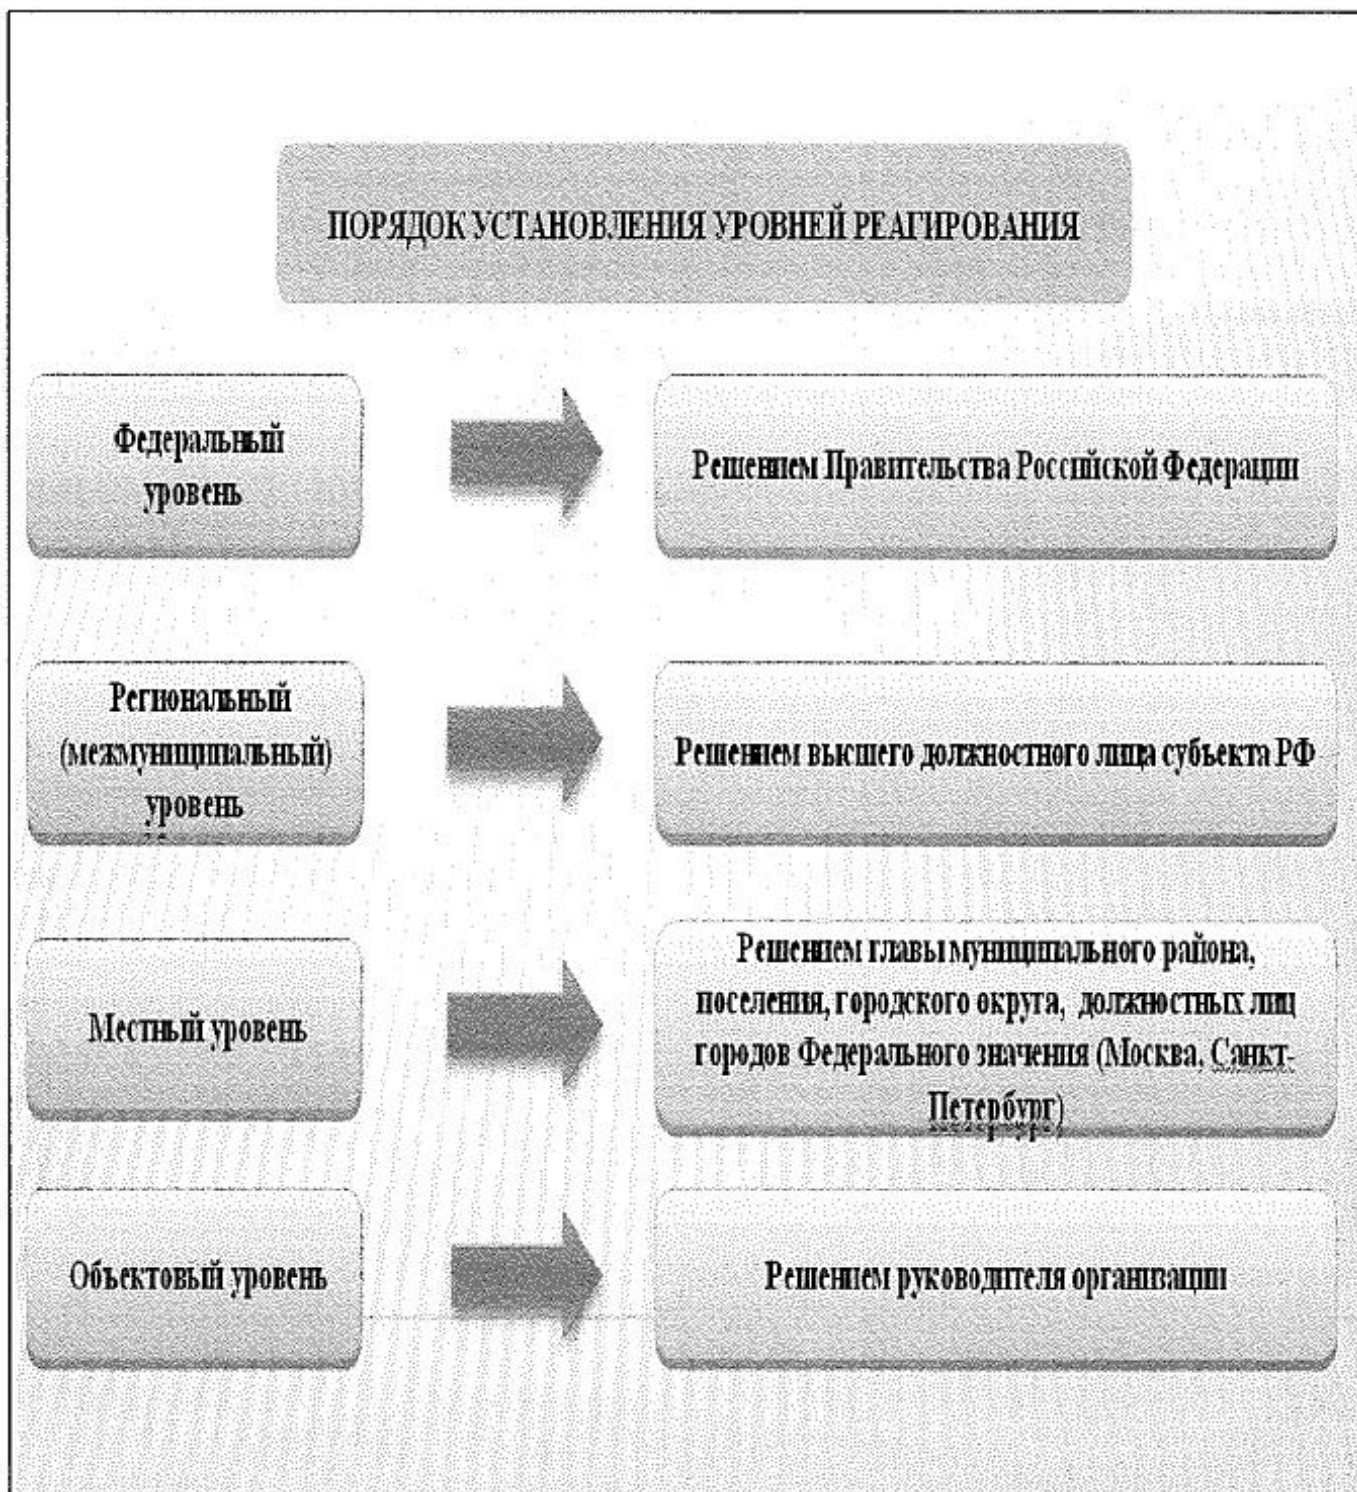 ПОРЯДОК УСТАНОВЛЕНИЯ УРОВНЕЙ РЕАГИРОВАНИЯ
Федеральный
уровень
Решением Правительства Российской Федерации
Региональный
(межмуниципальный)
уровень
Решением высшего должностного лица субъекта РФ
Местный уровень
Решением главы муниципального района,
поселения, городского округа, должностных лиц
городов Федерального значения (Москва, Санкт-
Петербург)
Объектовый уровень
Решением руководителя организации